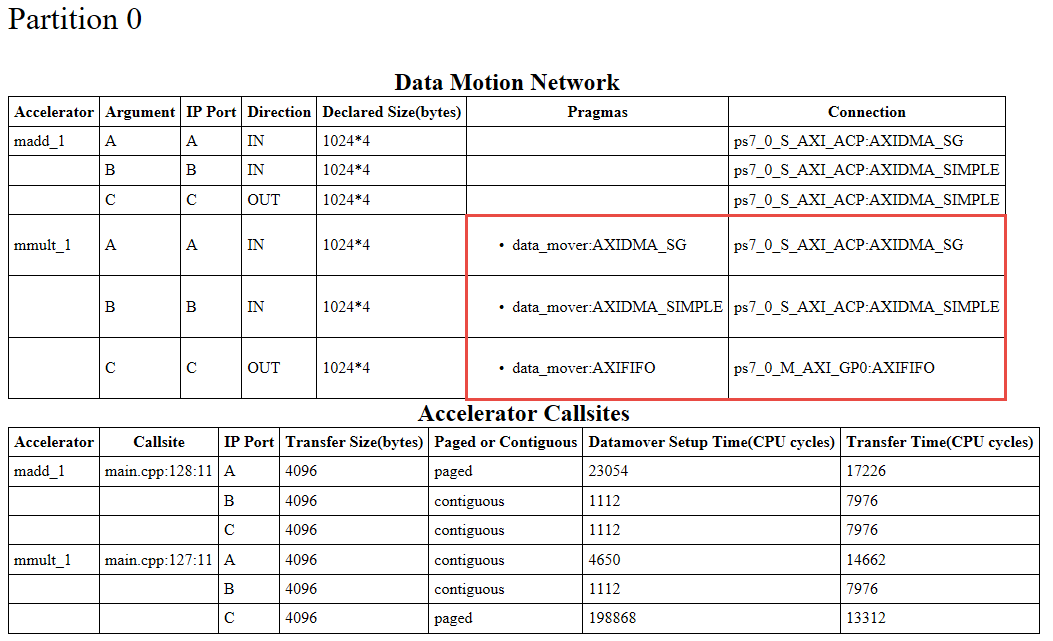 Partition 0
Data Motion Network
Accelerator Argument IP Port Direction Declared Size(bytes) Pragmas Connection
madd_1 A A IN 1024*4 ps7_0_S_AXI_ACP:AXIDMA_SG
B B IN 1024*4 ps7_0_S_AXI_ACP:AXIDMA_SIMPLE
C C OUT 1024*4 ps7_0_S_AXI_ACP:AXIDMA_SIMPLE
mmult_1 A A IN 1024*4 • data_mover:AXIDMA_SG ps7_0_S_AXI_ACP:AXIDMA_SG
B B IN 1024*4 • data_mover:AXIDMA_SIMPLE ps7_0_S_AXI_ACP:AXIDMA_SIMPLE
C C OUT 1024*4 • data_mover:AXIFIFO ps7_0_M_AXI_GP0:AXIFIFO
Accelerator Callsites
Accelerator Callsite IP Port Transfer Size(bytes) Paged or Contiguous Datamover Setup Time(CPU cycles) Transfer Time(CPU cycles)
madd_1 main.cpp:128:11 A 4096 paged 23054 17226
B 4096 contiguous 1112 7976
C 4096 contiguous 1112 7976
mmult_1 main.cpp:127:11 A 4096 contiguous 4650 14662
B 4096 contiguous 1112 7976
C 4096 paged 198868 13312